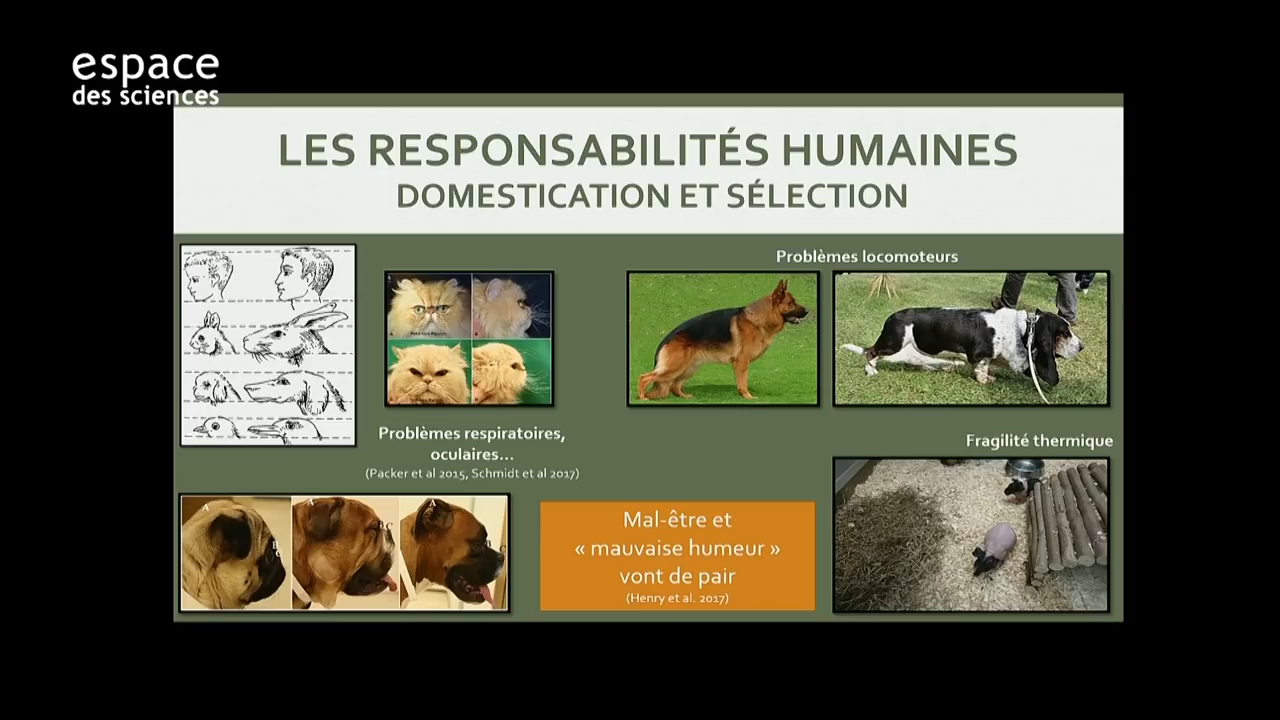 espace
des sciences
LES RESPONSABILITÉS HUMAINES
DOMESTICATION ET SÉLECTION
Problèmes locomoteurs
Problèmes respiratoires,
oculaires...
(Packer et al 2015, Schmidt et al 2017)
Fragilité thermique
Mal-être et
« mauvaise humeur »
vont de pair
(Henry et al. 2017)
A
A
A